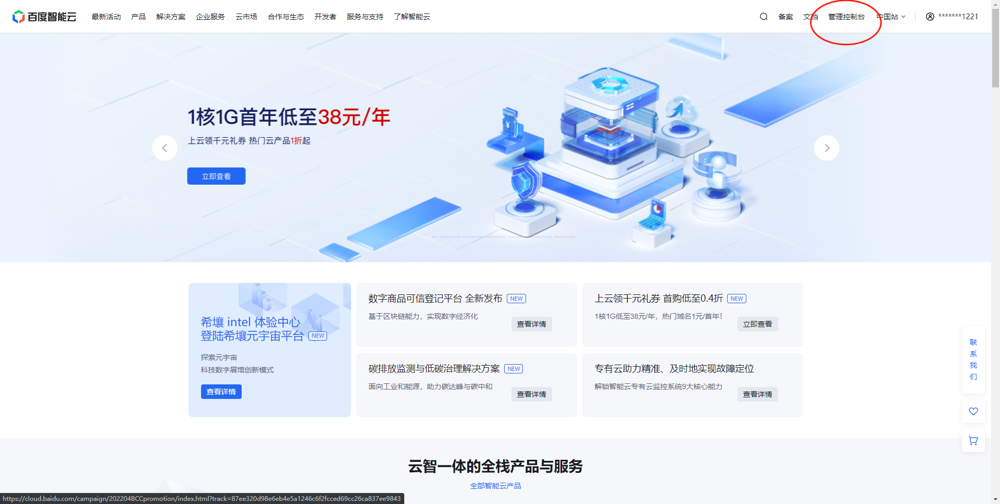 百度智能云
最新活动 产品 解决方案 企业服务 云市场 合作与生态 开发者 服务与支持 了解智能云
备案 文档 管理控制台 中国站 *******1221
1核1G首年低至38元/年
上云领千元礼券 热门云产品1折起
立即查看
coupon
¥
希壤 intel 体验中心
登陆希壤元宇宙平台 NEW
探索元宇宙
科技数字展馆创新模式
查看详情
数字商品可信登记平台 全新发布 NEW
基于区块链能力，实现数字经济化
查看详情
上云领千元礼券 首购低至0.4折 NEW
1核1G低至38元/年，热门域名1元/首年！
立即查看
碳排放监测与低碳治理解决方案 NEW
面向工业和能源，助力碳达峰与碳中和
查看详情
专有云助力精准、及时地实现故障定位
解锁智能云专有云监控系统9大核心能力
查看详情
联
系
我
们
云智一体的全栈产品与服务
全部智能云产品
https://cloud.baidu.com/campaign/202204BCCpromotion/index.html?track=87ee320d98e6eb4e5a1246c6f2fcced69cc26ca837ee9843